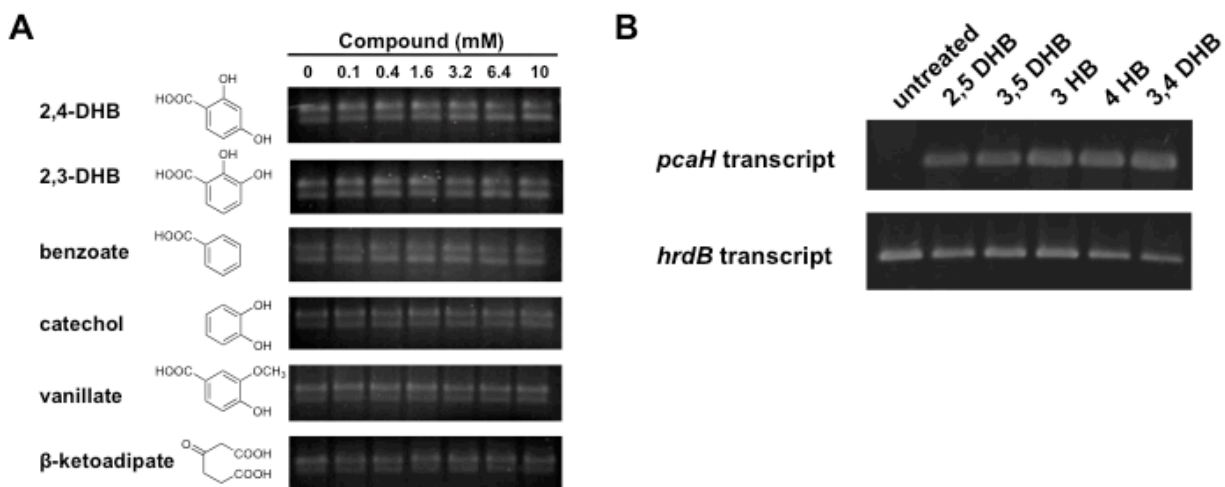 A
Compound (mM)
0 0.1 0.4 1.6 3.2 6.4 10
2,4-DHB
HOOC OH OH
2,3-DHB
HOOC OH OH
benzoate
HOOC
catechol
OH OH
vanillate
HOOC OCH3 OH
β-ketoadipate
O COOH COOH
B
untreated 2,5 DHB 3,5 DHB 3 HB 4 HB 3,4 DHB
pcaH transcript
hrdB transcript